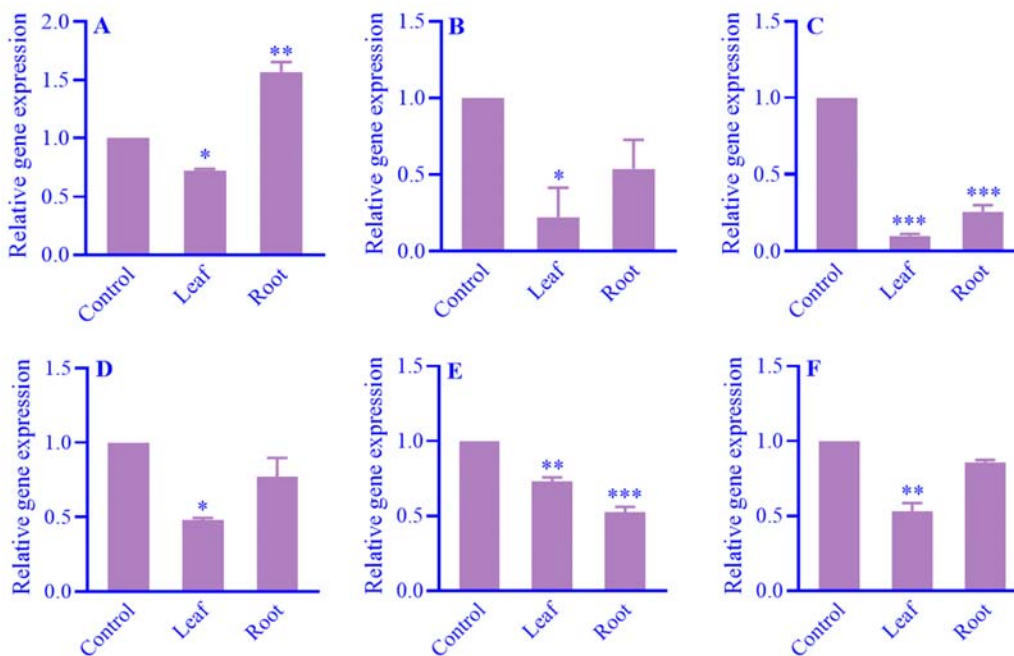 A
Relative gene expression
2.0
1.5
**
1.0
*
0.5
0.0
Control
Leaf
Root
B
Relative gene expression
1.5
1.0
0.5
*
0.0
Control
Leaf
Root
C
Relative gene expression
1.5
1.0
0.5
***
***
0.0
Control
Leaf
Root
D
Relative gene expression
1.5
1.0
0.5
*
0.0
Control
Leaf
Root
E
Relative gene expression
1.5
1.0
**
0.5
***
0.0
Control
Leaf
Root
F
Relative gene expression
1.5
1.0
**
0.5
0.0
Control
Leaf
Root